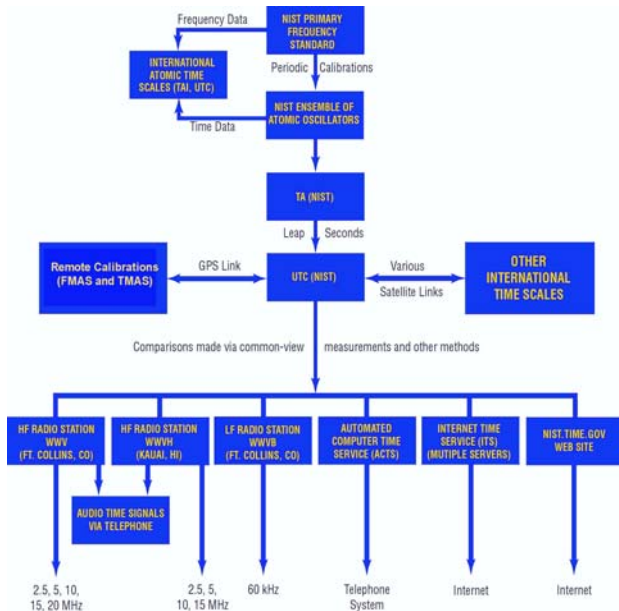 Frequency Data
NIST PRIMARY
FREQUENCY
STANDARD
INTERNATIONAL
ATOMIC TIME
SCALES (TAI, UTC)
Periodic Calibrations
NIST ENSEMBLE OF
ATOMIC OSCILLATORS
Time Data
TA (NIST)
Leap Seconds
Remote Calibrations
(FMAS and TMAS)
GPS Link
UTC (NIST)
Various
Satellite Links
OTHER
INTERNATIONAL
TIME SCALES
Comparisons made via common-view measurements and other methods
HF RADIO STATION
WWV
(FT. COLLINS, CO)
HF RADIO STATION
WWVH
(KAUAI, HI)
LF RADIO STATION
WWVB
(FT. COLLINS, CO)
AUTOMATED
COMPUTER TIME
SERVICE (ACTS)
INTERNET TIME
SERVICE (ITS)
(MUTIPLE SERVERS)
NIST.TIME.GOV
WEB SITE
AUDIO TIME SIGNALS
VIA TELEPHONE
2.5, 5, 10,
15, 20 MHz
2.5, 5,
10, 15 MHz
60 kHz
Telephone
System
Internet
Internet